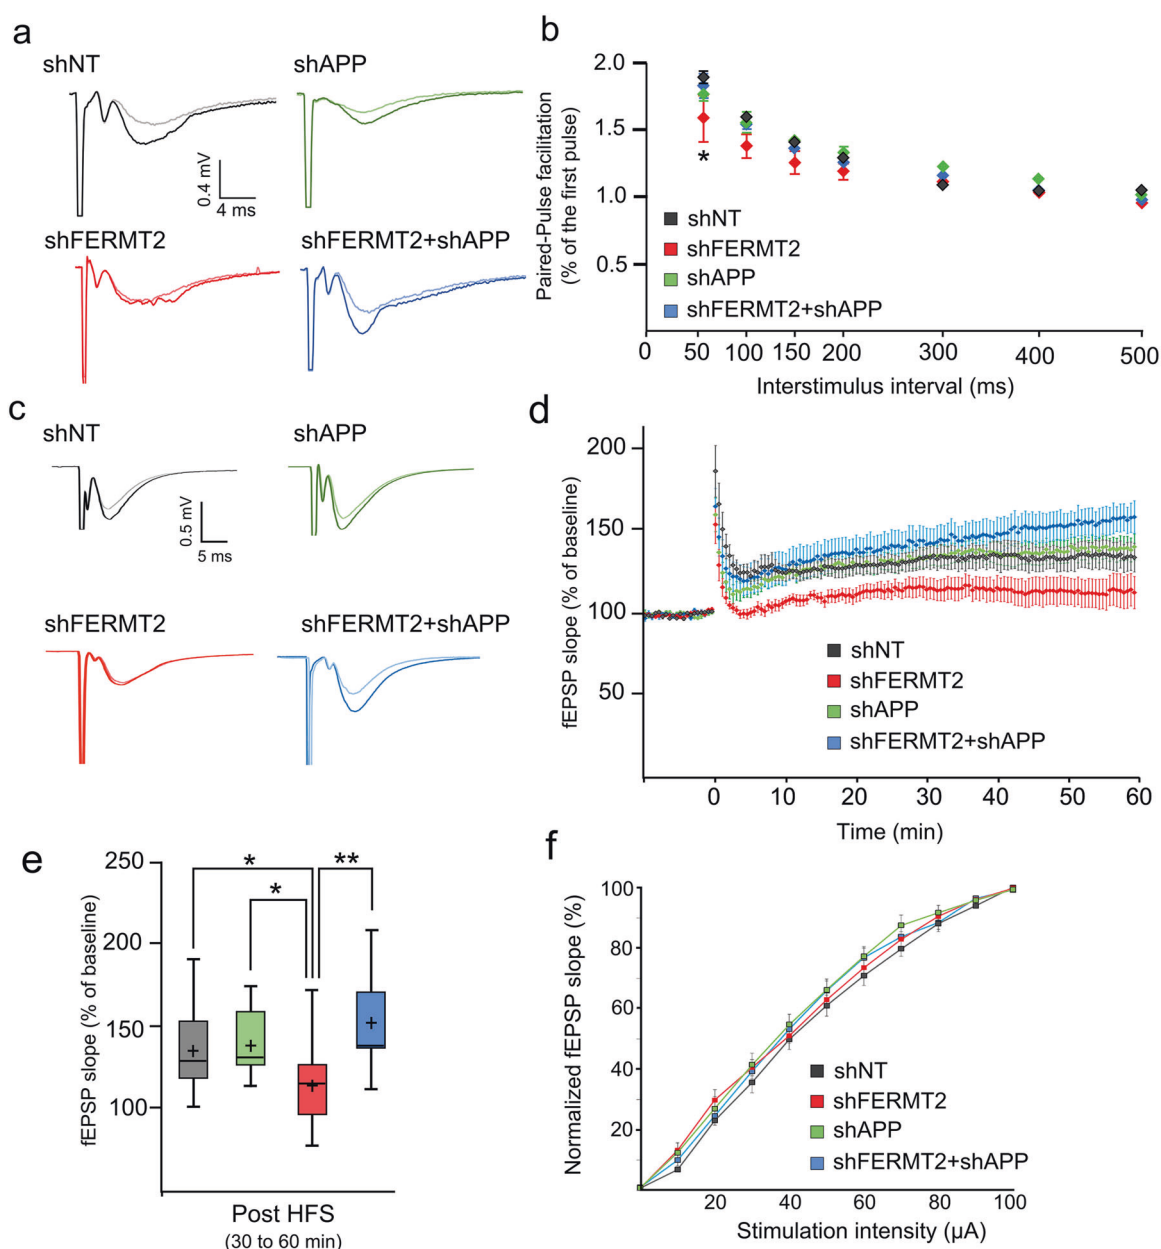 a
shNT
shAPP
0.4 mV
4 ms
shFERMT2
shFERMT2+shAPP
b
Paired-Pulse facilitation
(% of the first pulse)
2.0
1.5
1.0
0.5
*
shNT
shFERMT2
shAPP
shFERMT2+shAPP
0 50 100 150 200 300 400 500
Interstimulus interval (ms)
c
shNT
shAPP
0.5 mV
5 ms
shFERMT2
shFERMT2+shAPP
d
fEPSP slope (% of baseline)
200
150
100
50
shNT
shFERMT2
shAPP
shFERMT2+shAPP
0 10 20 30 40 50 60
Time (min)
e
fEPSP slope (% of baseline)
250
200
150
100
* **
*
Post HFS
(30 to 60 min)
f
Normalized fEPSP slope (%)
100
80
60
40
20
shNT
shFERMT2
shAPP
shFERMT2+shAPP
20 40 60 80 100
Stimulation intensity (µA)